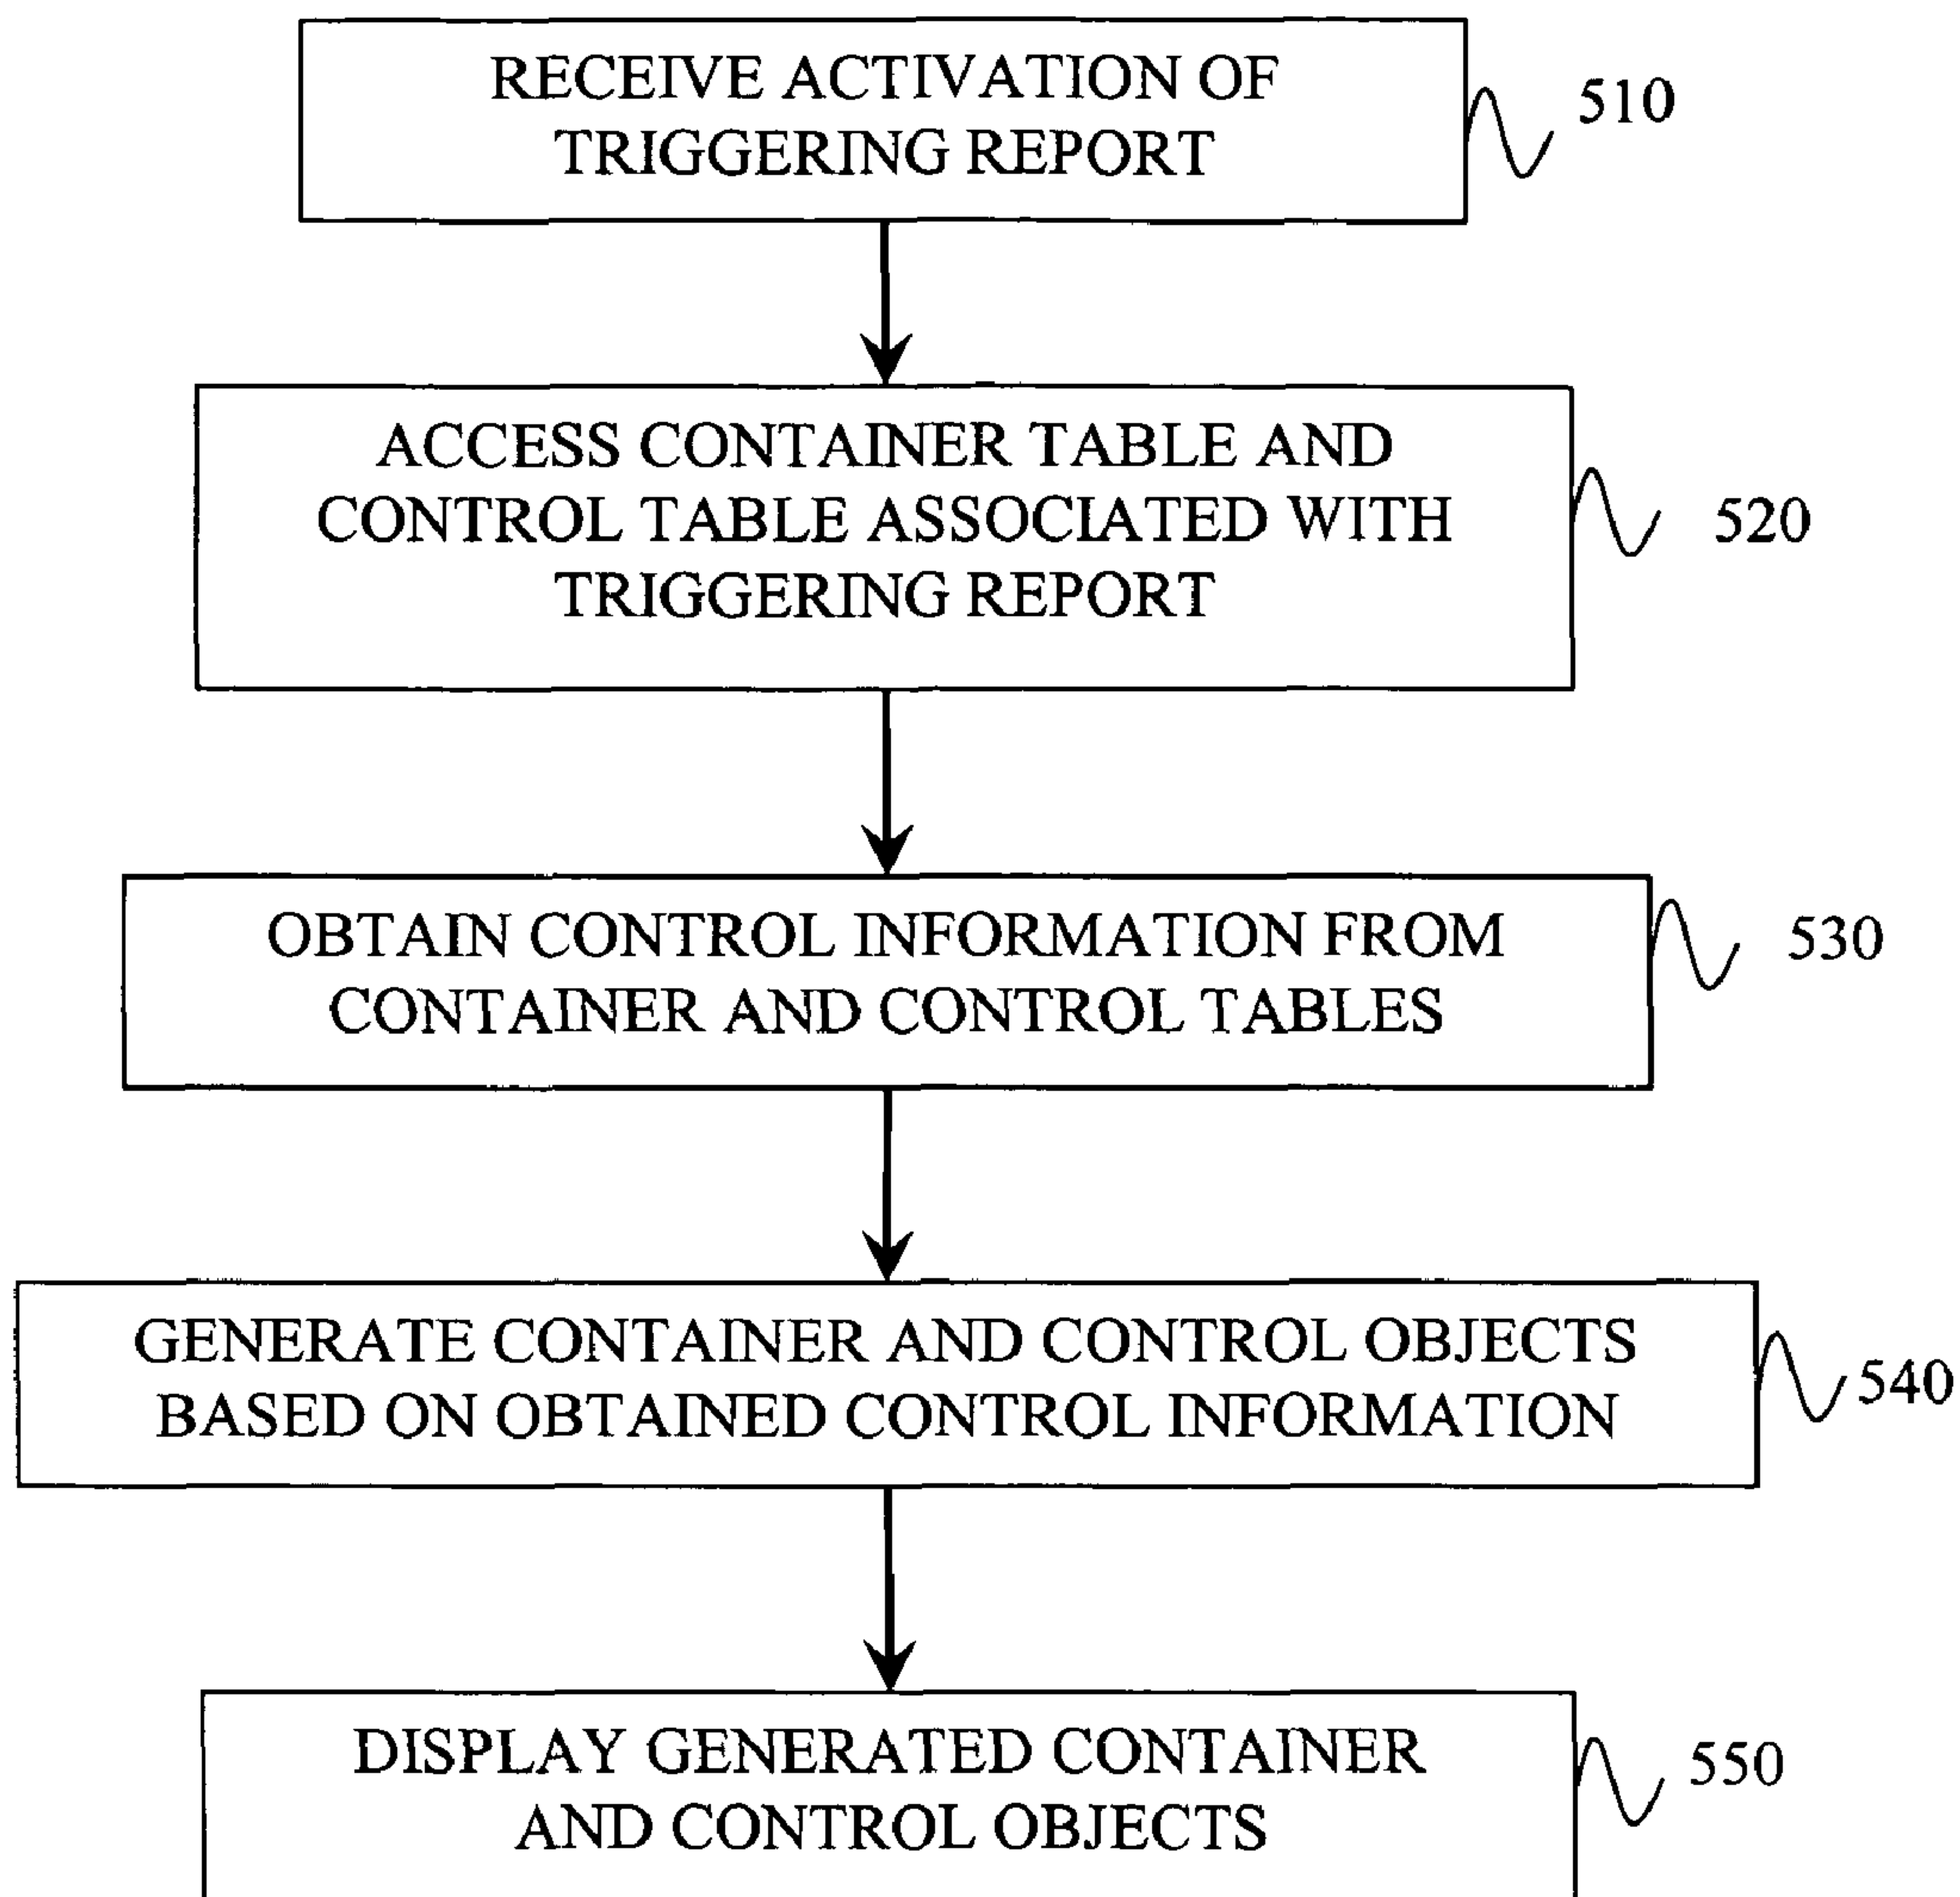 RECEIVE ACTIVATION OF
TRIGGERING REPORT
510
ACCESS CONTAINER TABLE AND
CONTROL TABLE ASSOCIATED WITH
TRIGGERING REPORT
520
OBTAIN CONTROL INFORMATION FROM
CONTAINER AND CONTROL TABLES
530
GENERATE CONTAINER AND CONTROL OBJECTS
BASED ON OBTAINED CONTROL INFORMATION
540
DISPLAY GENERATED CONTAINER
AND CONTROL OBJECTS
550